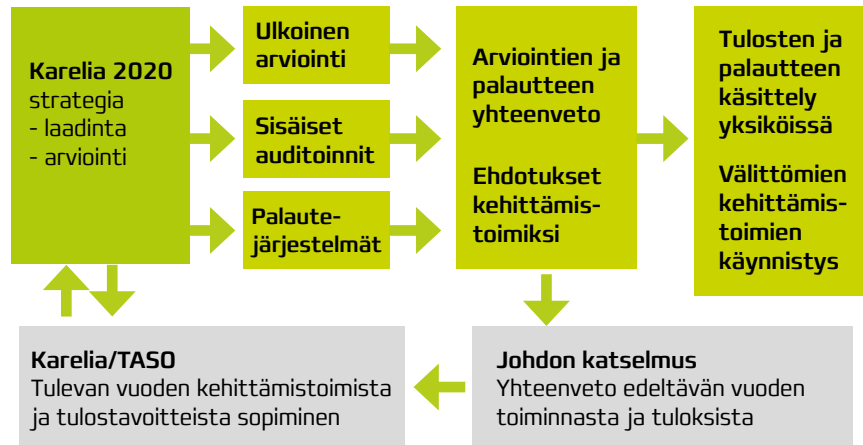 Karelia 2020
strategia
- laadinta
- arviointi
Ulkoinen
arviointi
Sisäiset
auditoinnit
Palaute-
järjestelmät
Arviointien ja
palautteen
yhteenveto
Ehdotukset
kehittämis-
toimiksi
Tulosten ja
palautteen
käsittely
yksiköissä
Välittömien
kehittämis-
toimien
käynnistys
Karelia/TASO
Tulevan vuoden kehittämistoimista
ja tulostavoitteista sopiminen
Johdon katselmus
Yhteenveto edeltävän vuoden
toiminnasta ja tuloksista